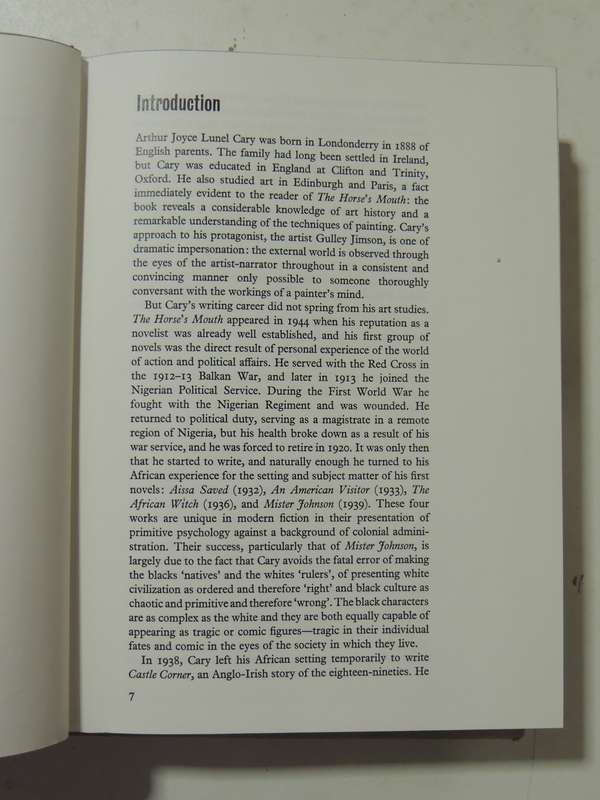 Introduction
Arthur Joyce Lunel Cary was born in Londonderry in 1888 of
English parents. The family had long been settled in Ireland,
but Cary was educated in England at Clifton and Trinity,
Oxford. He also studied art in Edinburgh and Paris, a fact
immediately evident to the reader of The Horse's Mouth: the
book reveals a considerable knowledge of art history and a
remarkable understanding of the techniques of painting. Cary's
approach to his protagonist, the artist Gulley Jimson, is one of
dramatic impersonation: the external world is observed through
the eyes of the artist-narrator throughout in a consistent and
convincing manner only possible to someone thoroughly
conversant with the workings of a painter's mind.
But Cary's writing career did not spring from his art studies.
The Horse's Mouth appeared in 1944 when his reputation as a
novelist was already well established, and his first group of
novels was the direct result of personal experience of the world
of action and political affairs. He served with the Red Cross in
the 1912–13 Balkan War, and later in 1913 he joined the
Nigerian Political Service. During the First World War he
fought with the Nigerian Regiment and was wounded. He
returned to political duty, serving as a magistrate in a remote
region of Nigeria, but his health broke down as a result of his
war service, and he was forced to retire in 1920. It was only then
that he started to write, and naturally enough he turned to his
African experience for the setting and subject matter of his first
novels: Aissa Saved (1932), An American Visitor (1933), The
African Witch (1936), and Mister Johnson (1939). These four
works are unique in modern fiction in their presentation of
primitive psychology against a background of colonial admini-
stration. Their success, particularly that of Mister Johnson, is
largely due to the fact that Cary avoids the fatal error of making
the blacks 'natives' and the whites 'rulers', of presenting white
civilization as ordered and therefore 'right' and black culture as
chaotic and primitive and therefore 'wrong'. The black characters
are as complex as the white and they are both equally capable of
appearing as tragic or comic figures—tragic in their individual
fates and comic in the eyes of the society in which they live.
In 1938, Cary left his African setting temporarily to write
Castle Corner, an Anglo-Irish story of the eighteen-nineties. He
7